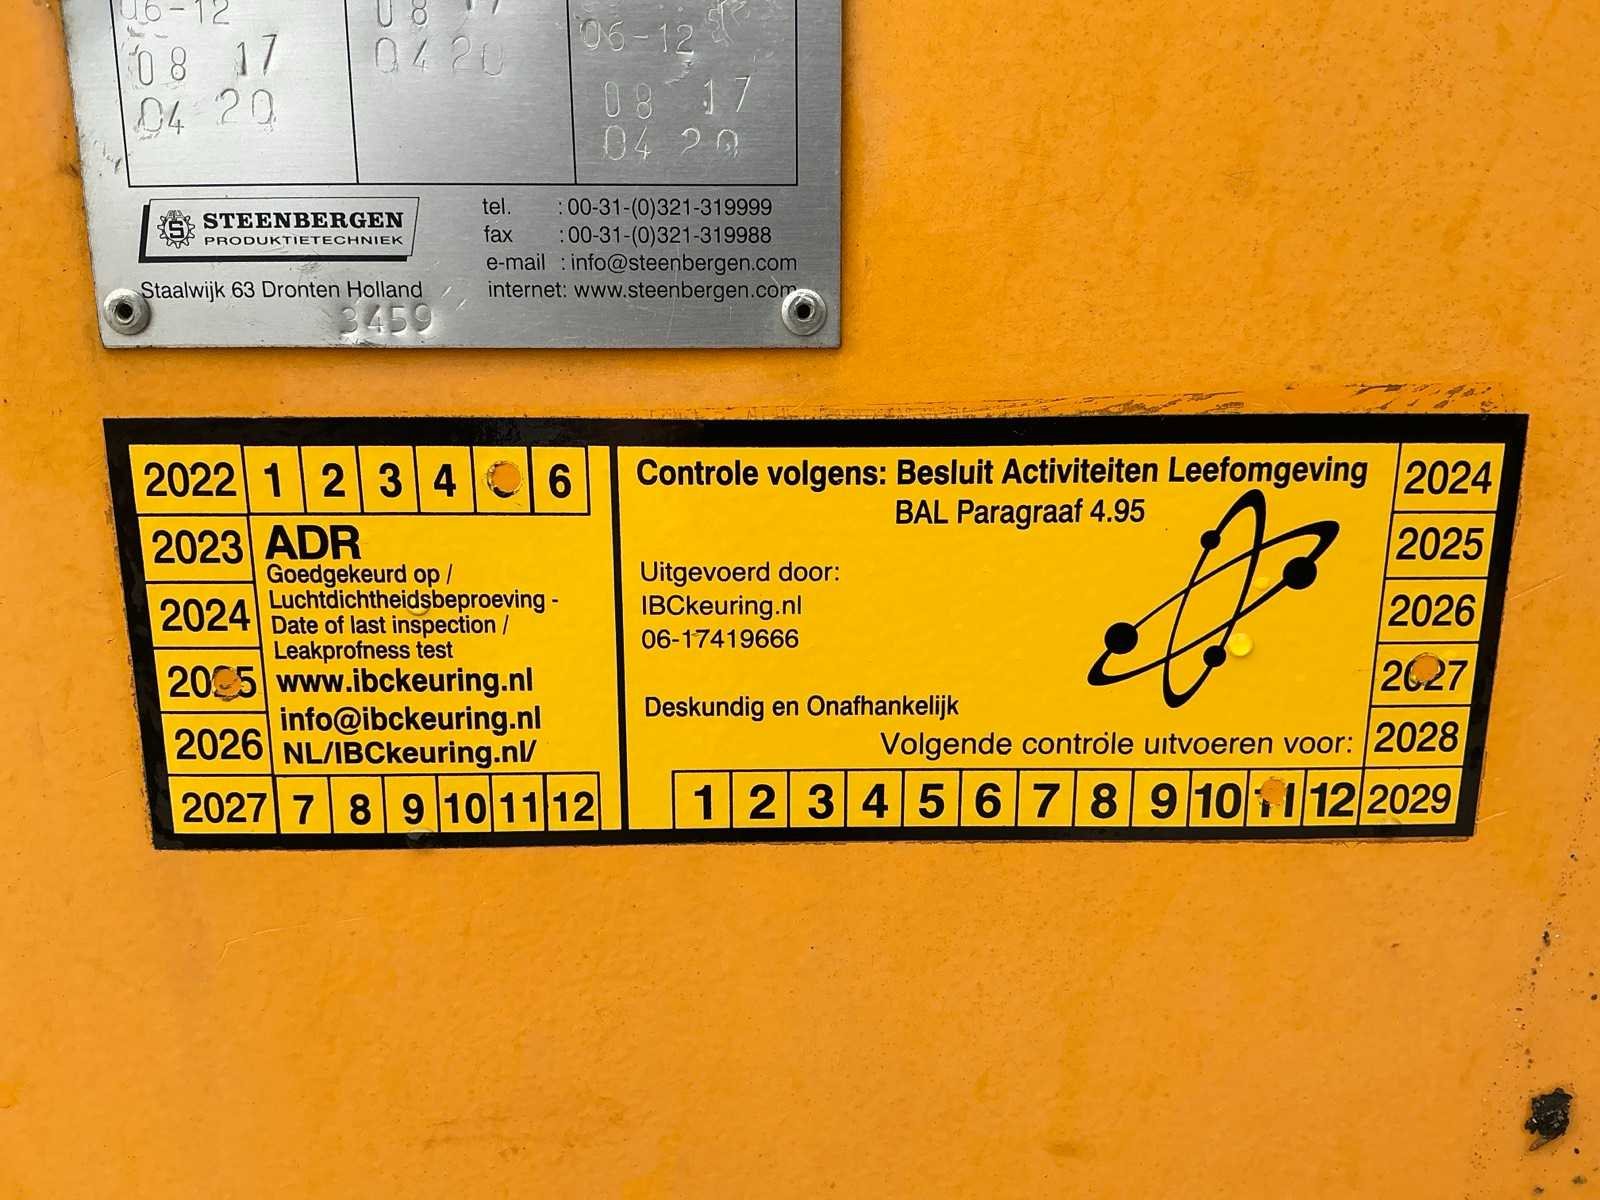 06-12
08 17
04 20
08 17
04 20
06-12
08 17
04 20
S
STEENBERGEN
PRODUKTIETECHNIEK
Staalwijk 63 Dronten Holland
3459
tel. : 00-31-(0)321-319999
fax : 00-31-(0)321-319988
e-mail : info@steenbergen.com
internet: www.steenbergen.com
2022 1 2 3 4 6
2023
2024
2025
2026
2027 7 8 9 10 11 12
ADR
Goedgekeurd op /
Luchtdichtheidsbeproeving -
Date of last inspection /
Leakprofness test
www.ibckeuring.nl
info@ibckeuring.nl
NL/IBCkeuring.nl/
Controle volgens: Besluit Activiteiten Leefomgeving
BAL Paragraaf 4.95
Uitgevoerd door:
IBCkeuring.nl
06-17419666
Deskundig en Onafhankelijk
Volgende controle uitvoeren voor:
1 2 3 4 5 6 7 8 9 10 11 12
2024
2025
2026
2027
2028
2029